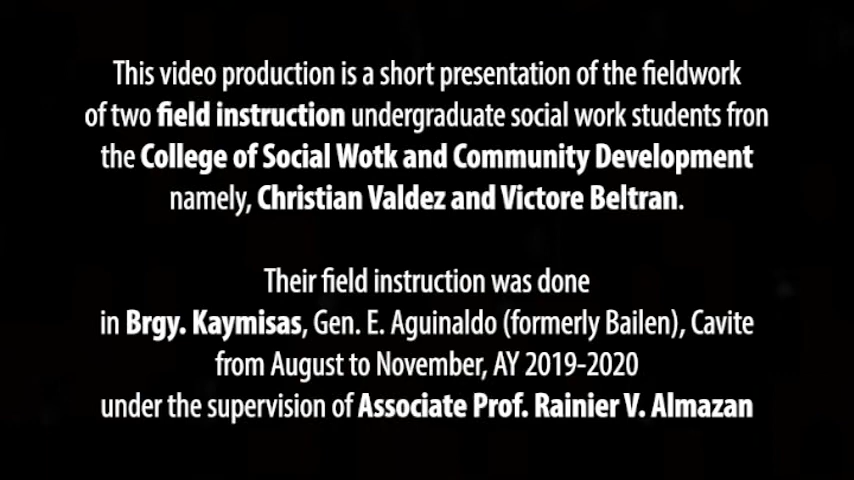 This video production is a short presentation of the fieldwork
of two field instruction undergraduate social work students fron
the College of Social Wotk and Community Development
namely, Christian Valdez and Victore Beltran.
Their field instruction was done
in Brgy. Kaymisas, Gen. E. Aguinaldo (formerly Bailen), Cavite
from August to November, AY 2019-2020
under the supervision of Associate Prof. Rainier V. Almazan